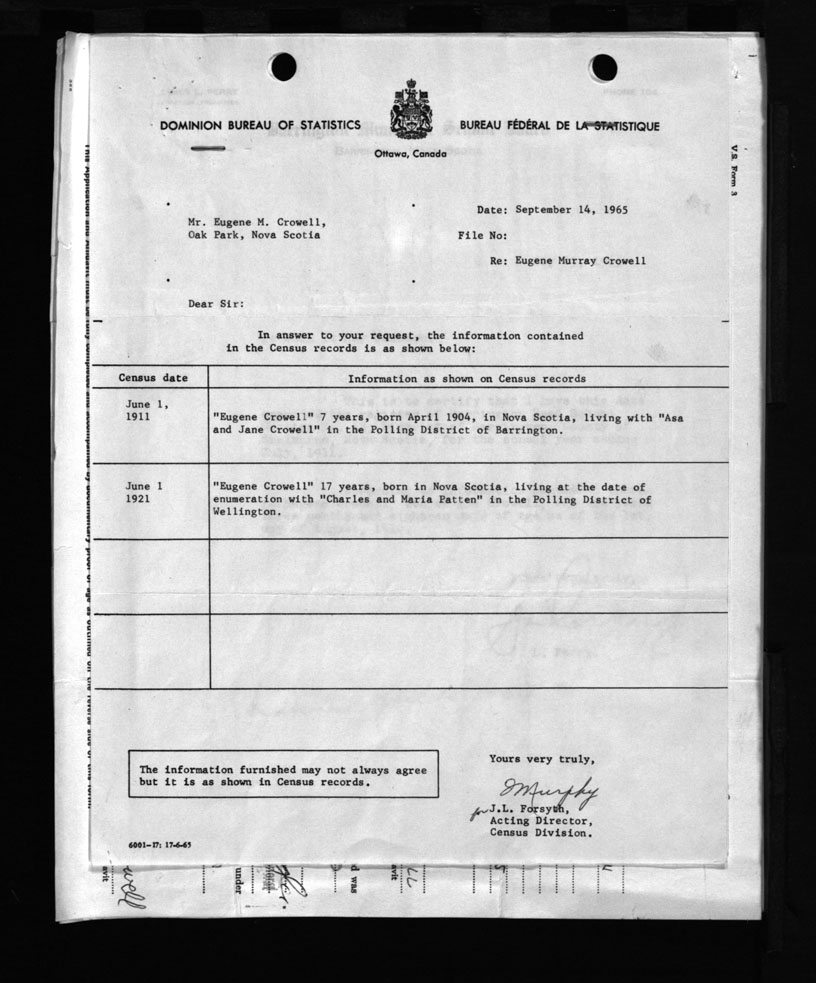 DOMINION BUREAU OF STATISTICS
BUREAU FÉDÉRAL DE LA STATISTIQUE
Ottawa, Canada
V.S. Form 3
Mr. Eugene M. Crowell,
Oak Park, Nova Scotia
Date: September 14, 1965
File No:
Re: Eugene Murray Crowell
Dear Sir:
In answer to your request, the information contained
in the Census records is as shown below:
Census date
Information as shown on Census records
June 1,
1911
"Eugene Crowell" 7 years, born April 1904, in Nova Scotia, living with "Asa
and Jane Crowell" in the Polling District of Barrington.
June 1
1921
"Eugene Crowell" 17 years, born in Nova Scotia, living at the date of
enumeration with "Charles and Maria Patten" in the Polling District of
Wellington.
The information furnished may not always agree
but it is as shown in Census records.
Yours very truly,
JMurphy
for J.L. Forsyth,
Acting Director,
Census Division.
6001-17: 17-6-65
under
d was